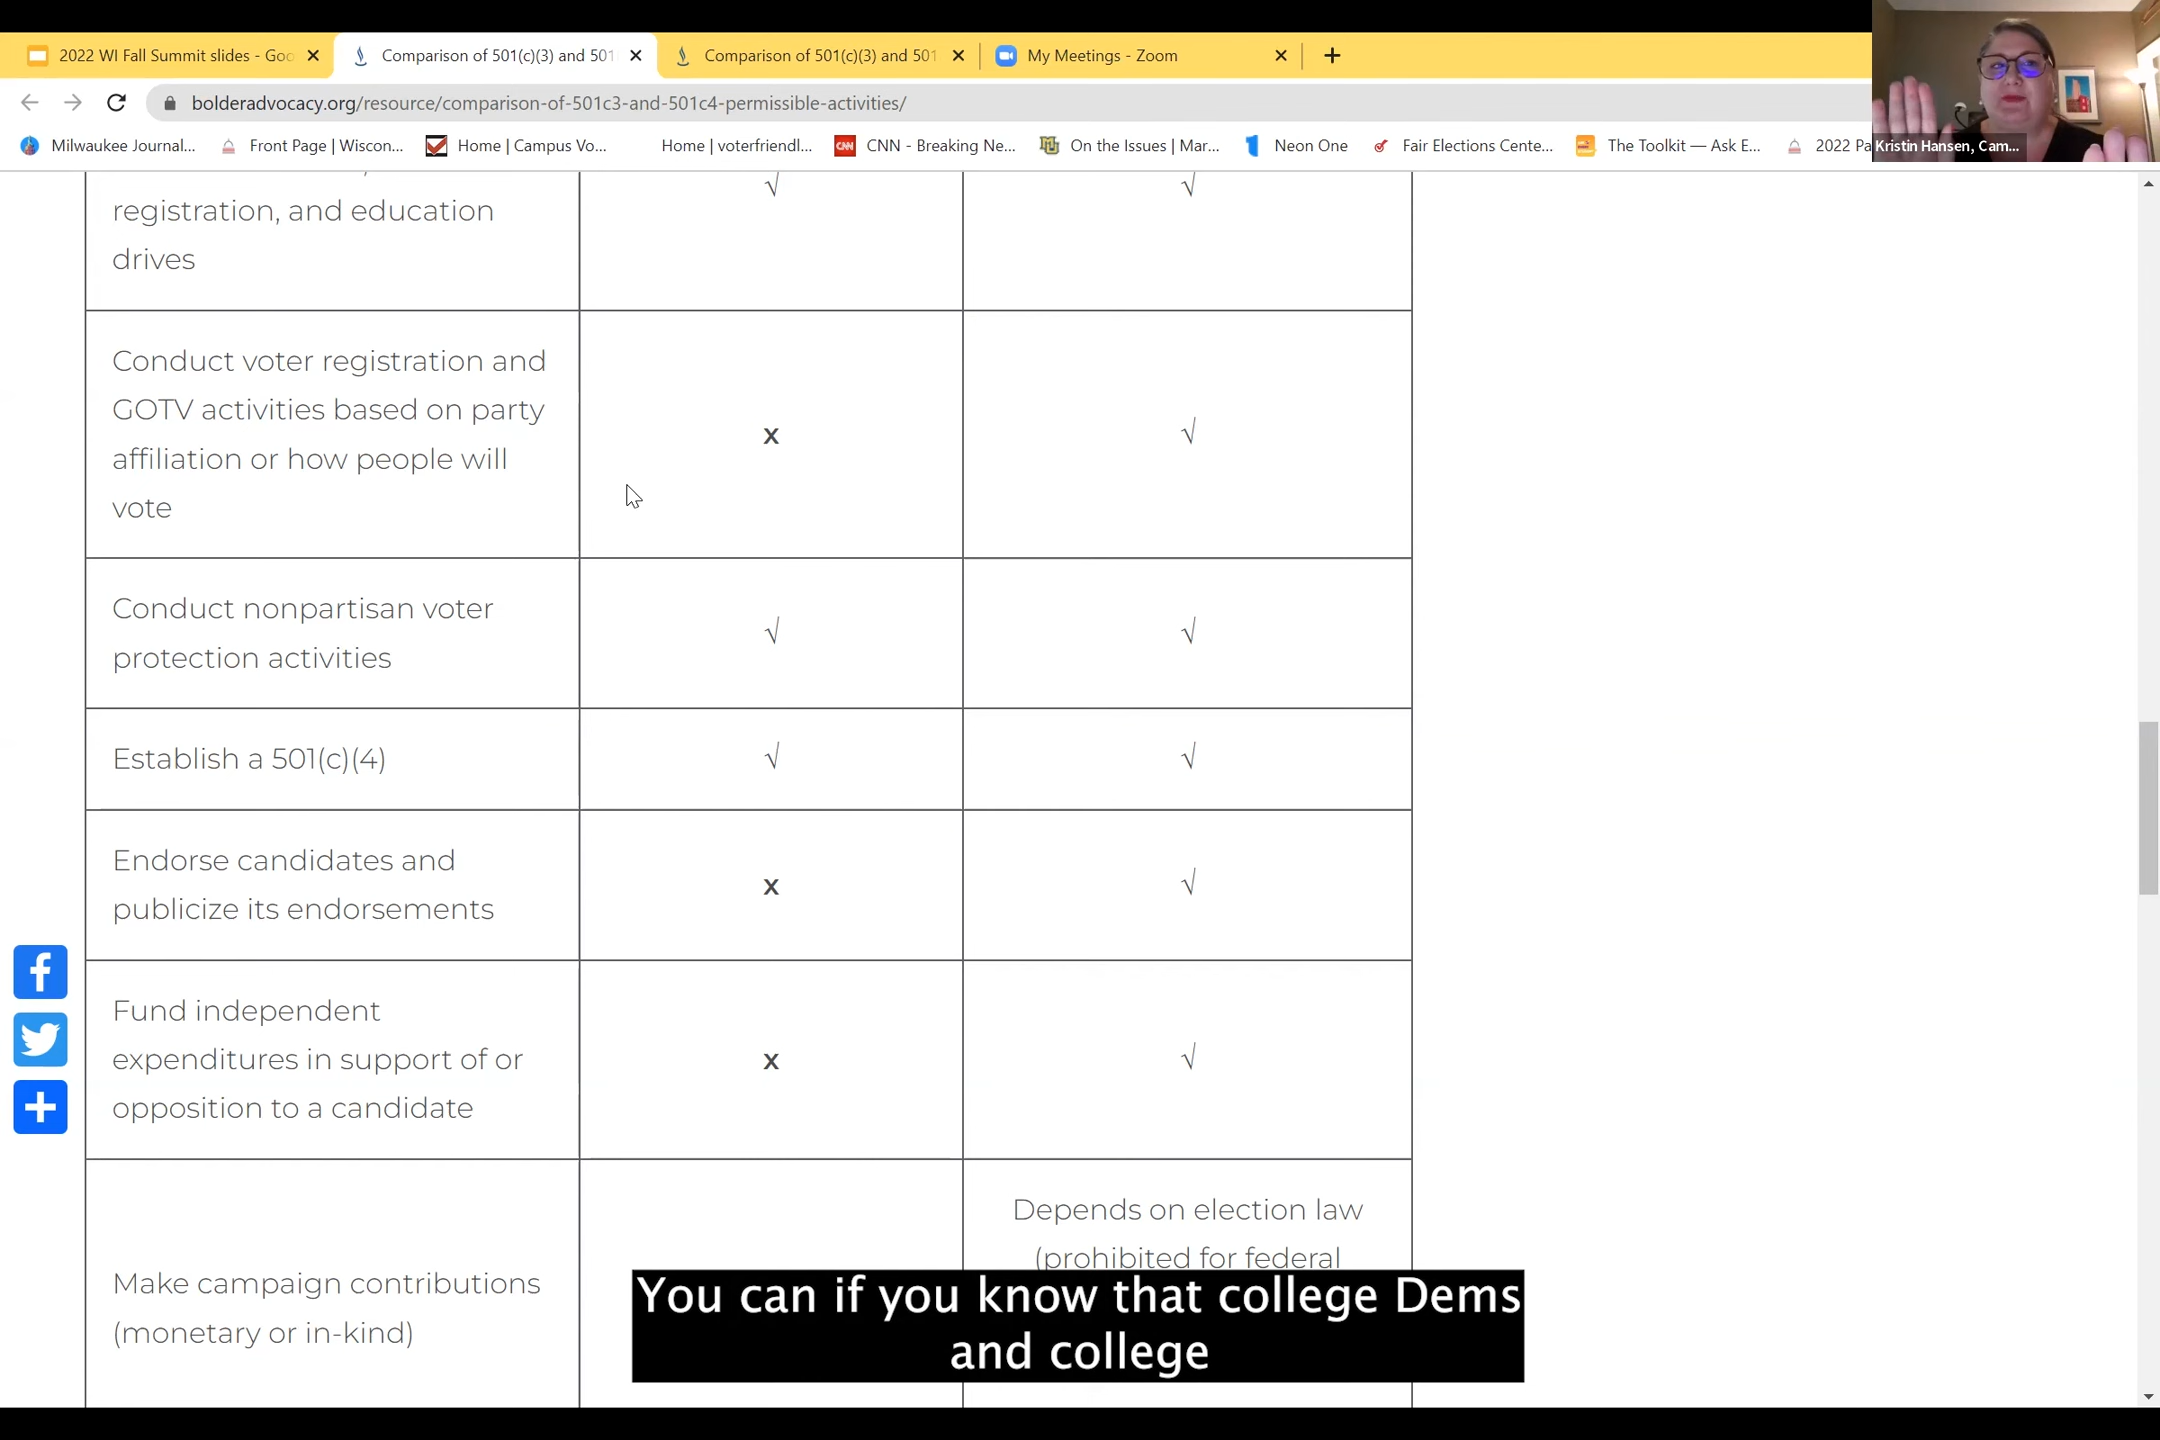 2022 WI Fall Summit slides - Goo
Comparison of 501(c)(3) and 501
Comparison of 501(c)(3) and 501
My Meetings - Zoom
bolderadvocacy.org/resource/comparison-of-501c3-and-501c4-permissible-activities/
Milwaukee Journal...
Front Page | Wiscon...
Home | Campus Vo...
Home | voterfriendl...
CNN
CNN - Breaking Ne...
On the Issues | Mar...
Neon One
Fair Elections Cente...
The Toolkit — Ask E...
2022 Pa
Kristin Hansen, Cam...
registration, and education
drives
√ √
Conduct voter registration and
GOTV activities based on party
affiliation or how people will
vote
x √
Conduct nonpartisan voter
protection activities
√ √
Establish a 501(c)(4)
√ √
Endorse candidates and
publicize its endorsements
x √
Fund independent
expenditures in support of or
opposition to a candidate
x √
Make campaign contributions
(monetary or in-kind)
Depends on election law
(prohibited for federal
You can if you know that college Dems
and college